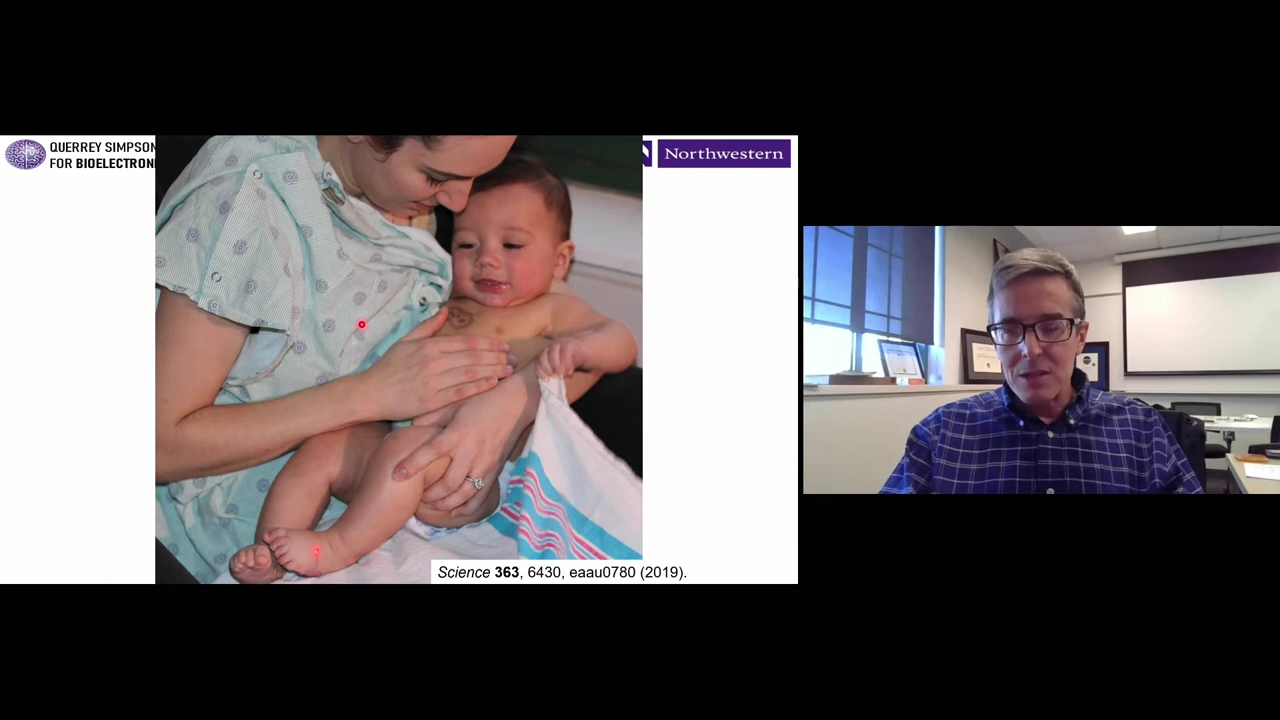 QUERREY SIMPSON
FOR BIOELECTRONI
Northwestern
Science 363, 6430, eaau0780 (2019).